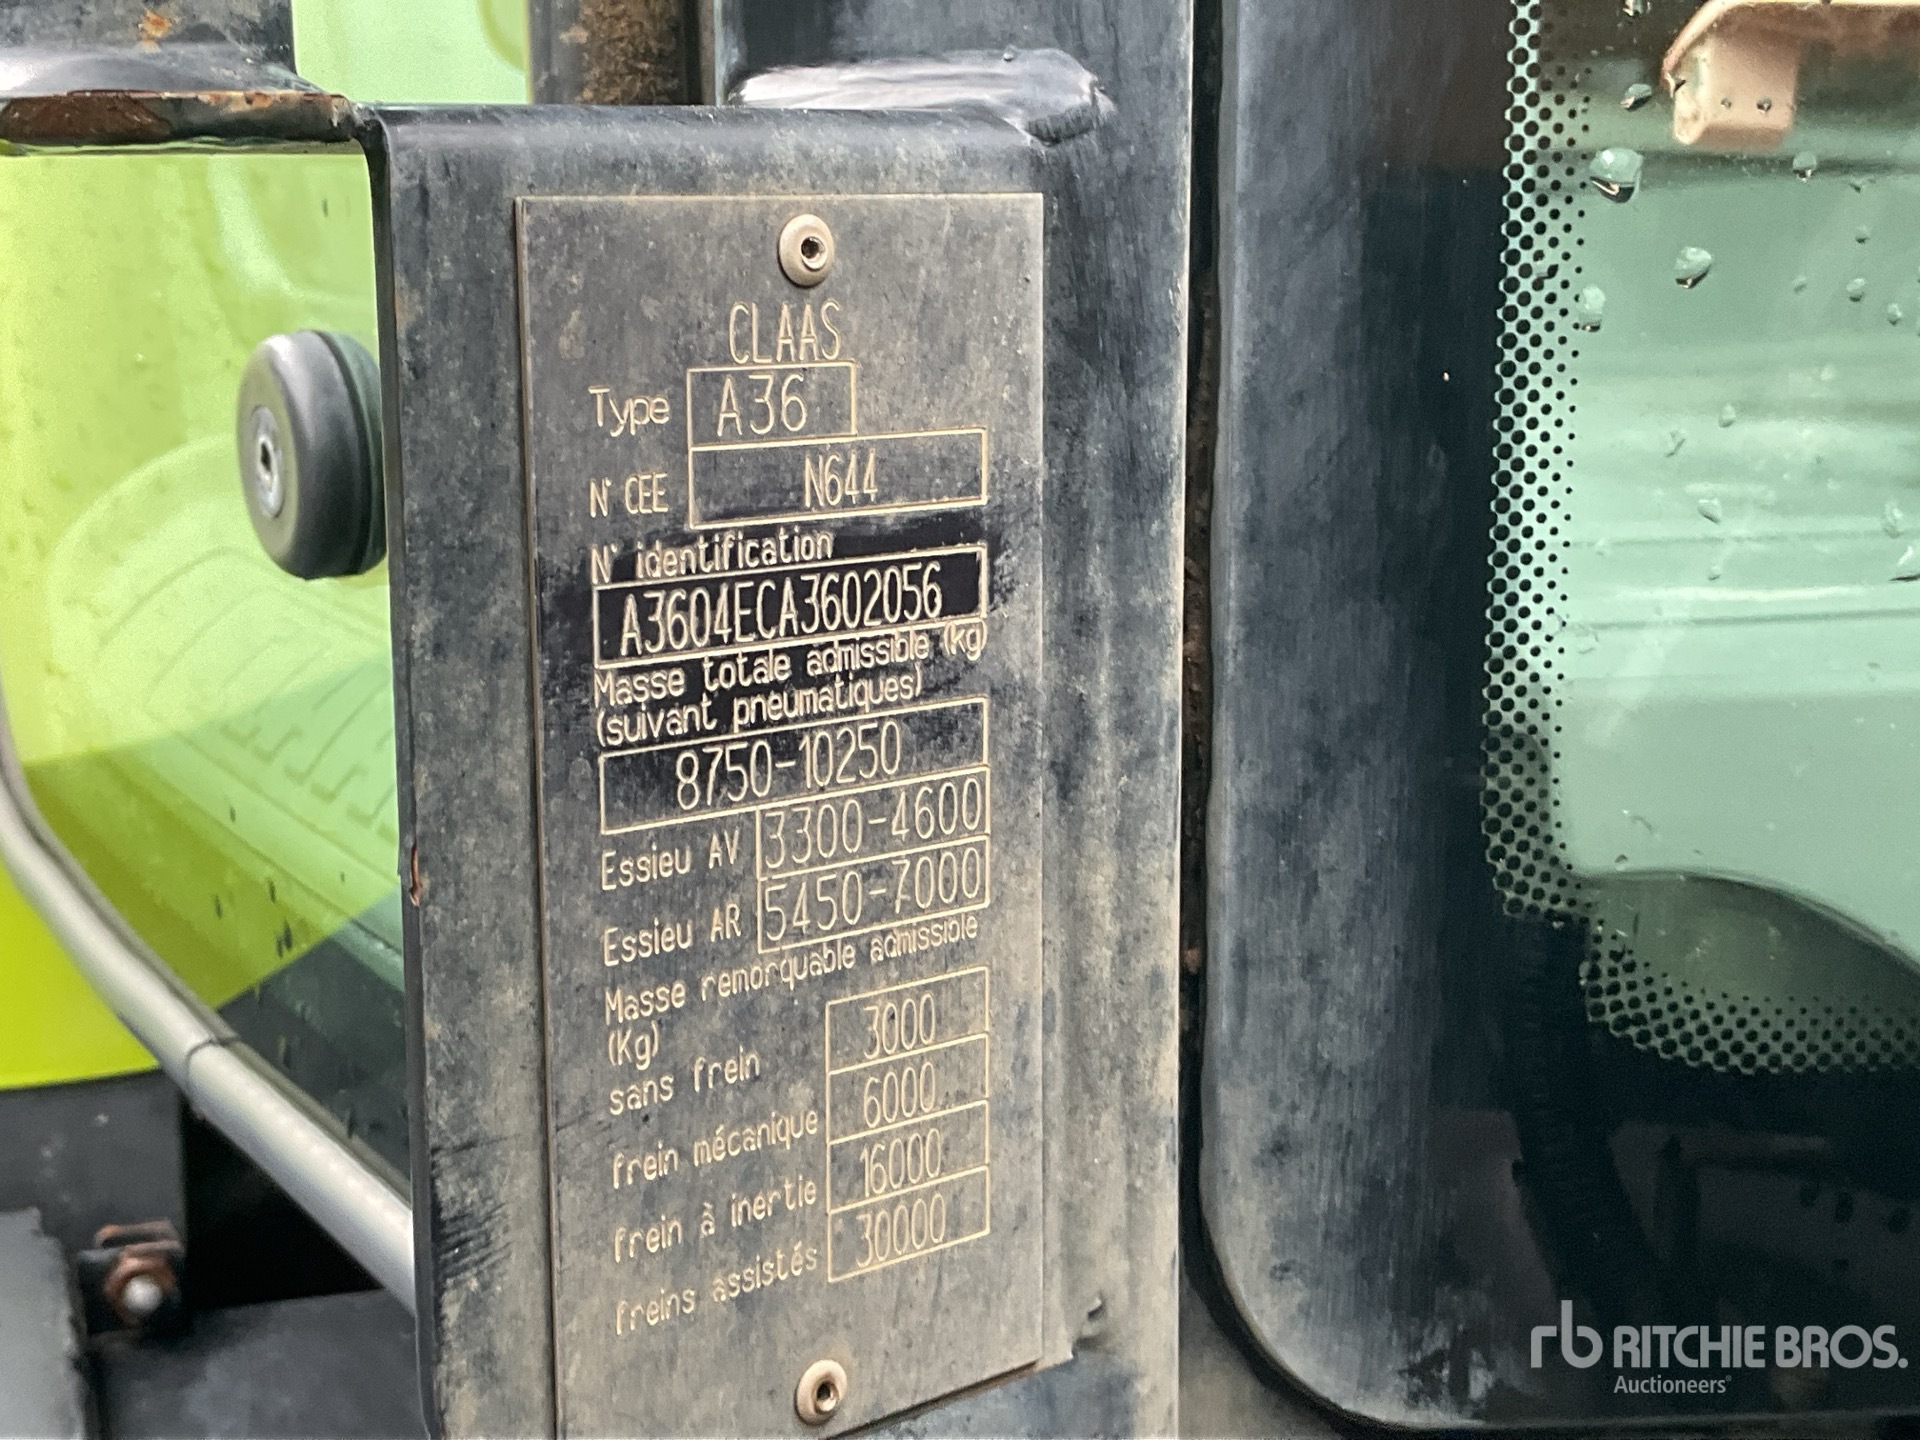 CLAAS
Type A36
N° CEE N644
N° identification
A3604ECA3602056
Masse totale admissible (kg)
(suivant pneumatiques)
8750-10250
Essieu AV 3300-4600
Essieu AR 5450-7000
Masse remorquable admissible
(Kg)
sans frein 3000
frein mécanique 6000
frein à inértie 16000
freins assistés 30000
rb RITCHIE BROS.
Auctioneers